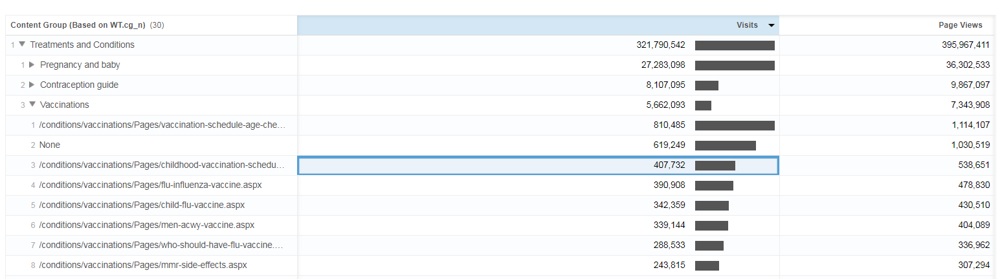 Content Group (Based on WT.cg_n) (30) Visits Page Views
1 Treatments and Conditions 321,790,542 395,967,411
1 Pregnancy and baby 27,283,098 36,302,533
2 Contraception guide 8,107,095 9,867,097
3 Vaccinations 5,662,093 7,343,908
1 /conditions/vaccinations/Pages/vaccination-schedule-age-che... 810,485 1,114,107
2 None 619,249 1,030,519
3 /conditions/vaccinations/Pages/childhood-vaccination-schedu... 407,732 538,651
4 /conditions/vaccinations/Pages/flu-influenza-vaccine.aspx 390,908 478,830
5 /conditions/vaccinations/Pages/child-flu-vaccine.aspx 342,359 430,510
6 /conditions/vaccinations/Pages/men-acwy-vaccine.aspx 339,144 404,089
7 /conditions/vaccinations/Pages/who-should-have-flu-vaccine.... 288,533 336,962
8 /conditions/vaccinations/Pages/mmr-side-effects.aspx 243,815 307,294